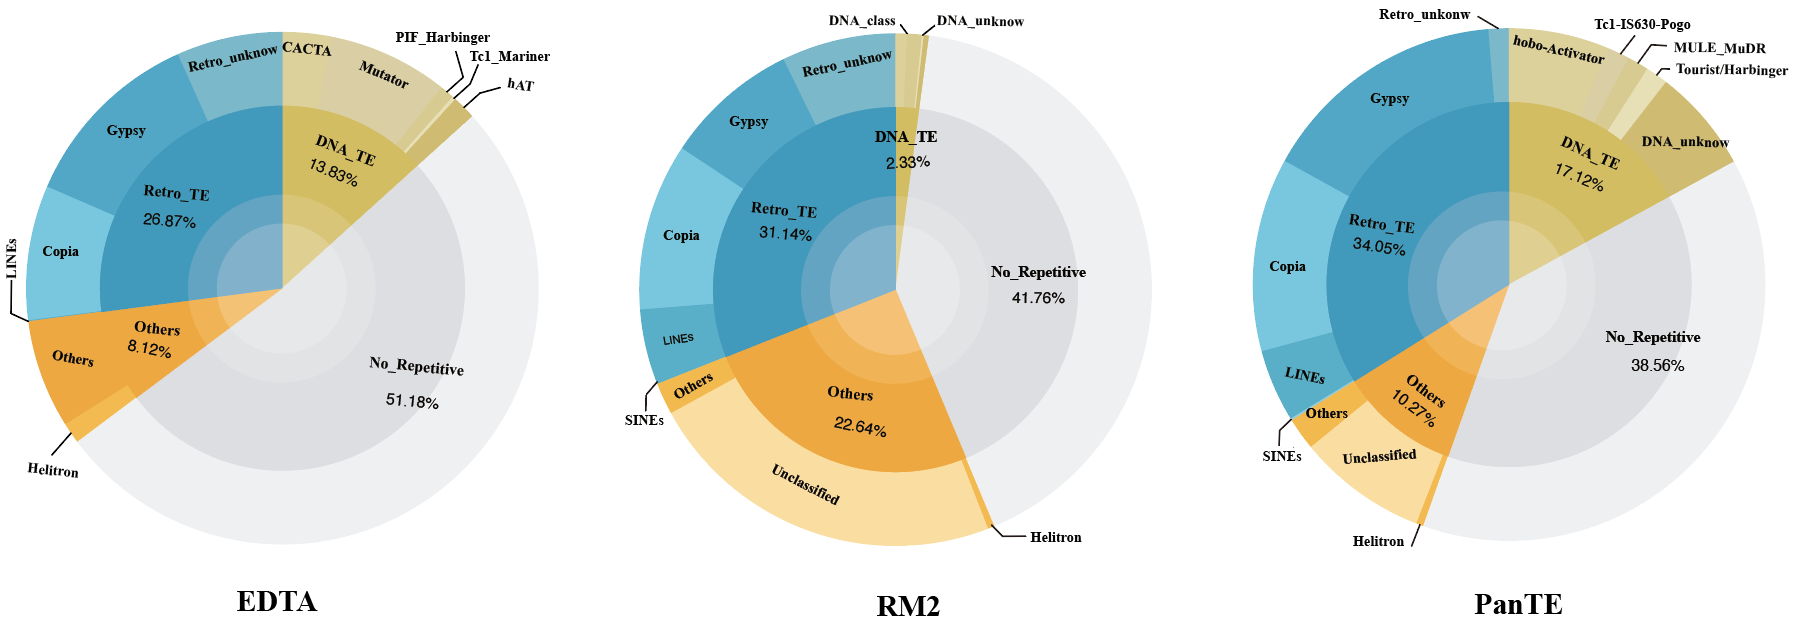 CACTA
Mutator
PIF_Harbinger
Tc1_Mariner
hAT
Retro_unknow
Gypsy
Copia
LINEs
DNA_TE
13.83%
Retro_TE
26.87%
Others
8.12%
Others
Helitron
No_Repetitive
51.18%
EDTA
DNA_class
DNA_unknow
Retro_unknow
Gypsy
Copia
LINEs
SINEs
DNA_TE
2.33%
Retro_TE
31.14%
No_Repetitive
41.76%
Others
22.64%
Others
Unclassified
Helitron
RM2
Retro_unkonw
hobo-Activator
Tc1-IS630-Pogo
MULE_MuDR
Tourist/Harbinger
DNA_unknow
Gypsy
Copia
LINEs
SINEs
DNA_TE
17.12%
Retro_TE
34.05%
No_Repetitive
38.56%
Others
10.27%
Others
Unclassified
Helitron
PanTE